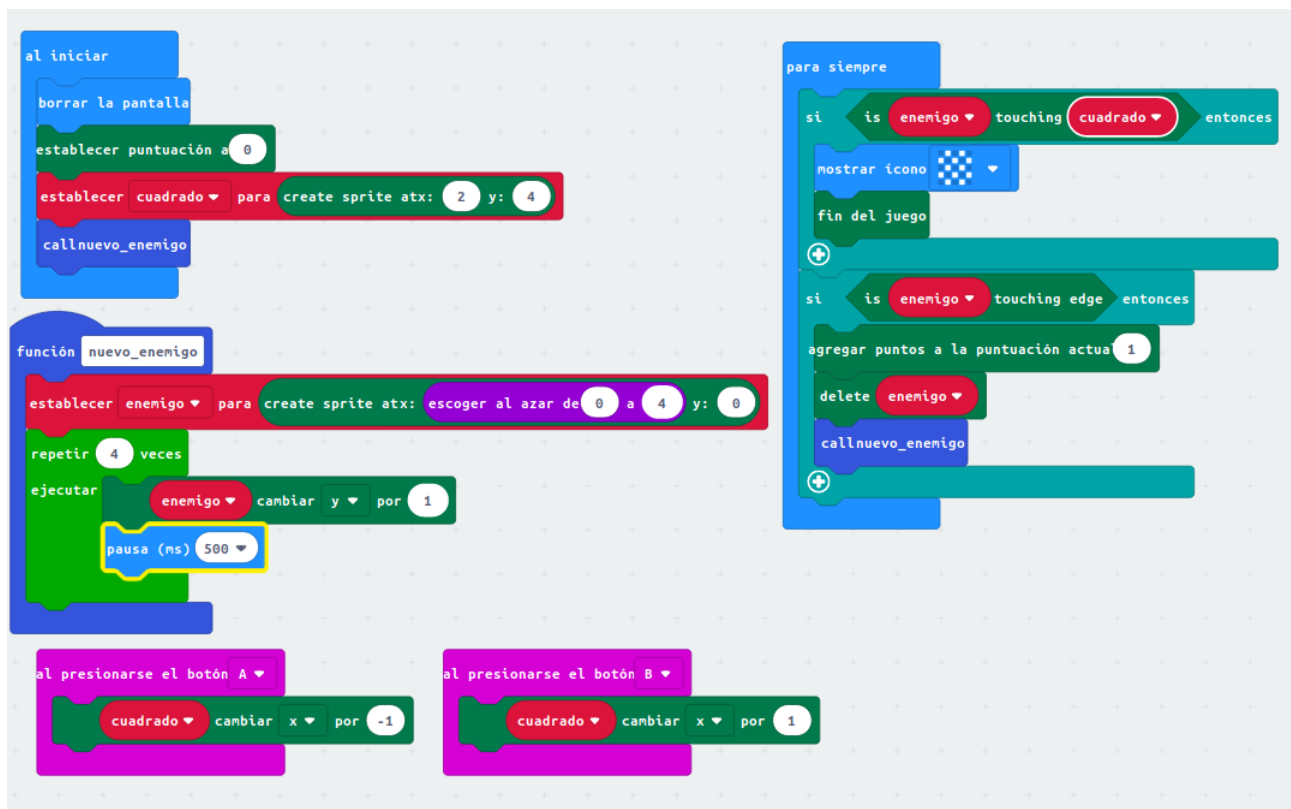 al iniciar
borrar la pantalla
establecer puntuación a 0
establecer cuadrado para create sprite atx: 2 y: 4
callnuevo_enemigo
función nuevo_enemigo
establecer enemigo para create sprite atx: escoger al azar de 0 a 4 y: 0
repetir 4 veces
ejecutar
enemigo cambiar y por 1
pausa (ms) 500
al presionarse el botón A
cuadrado cambiar x por -1
al presionarse el botón B
cuadrado cambiar x por 1
para siempre
si is enemigo touching cuadrado entonces
mostrar ícono
fin del juego
si is enemigo touching edge entonces
agregar puntos a la puntuación actual 1
delete enemigo
callnuevo_enemigo